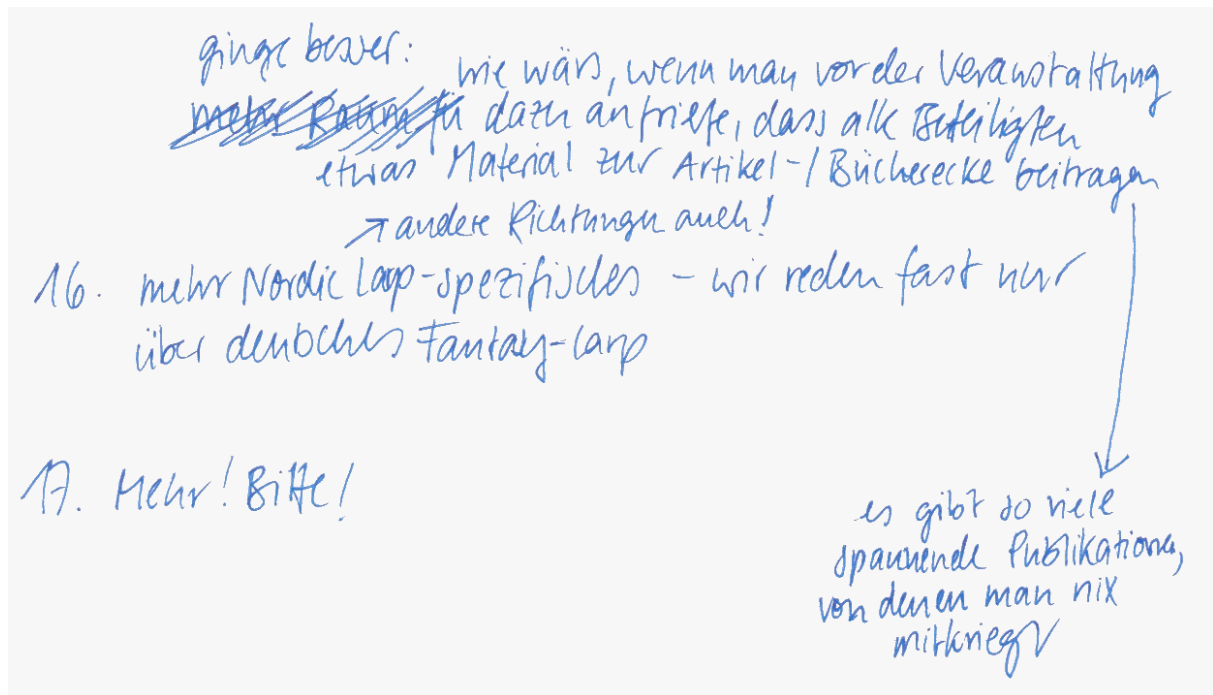 ginge besser:
wie wärs, wenn man vor der Veranstaltung
mehr Raum für dazu aufriefe, dass alle Beteiligten
etwas Material zur Artikel-/Bücherecke beitragen
↗ andere Richtungen auch!
16. mehr Nordic Larp-spezifisches – wir reden fast nur
über deutsches Fantasy-Larp
17. Mehr! Bitte!
es gibt so viele
spannende Publikationen,
von denen man nix
mitkriegt